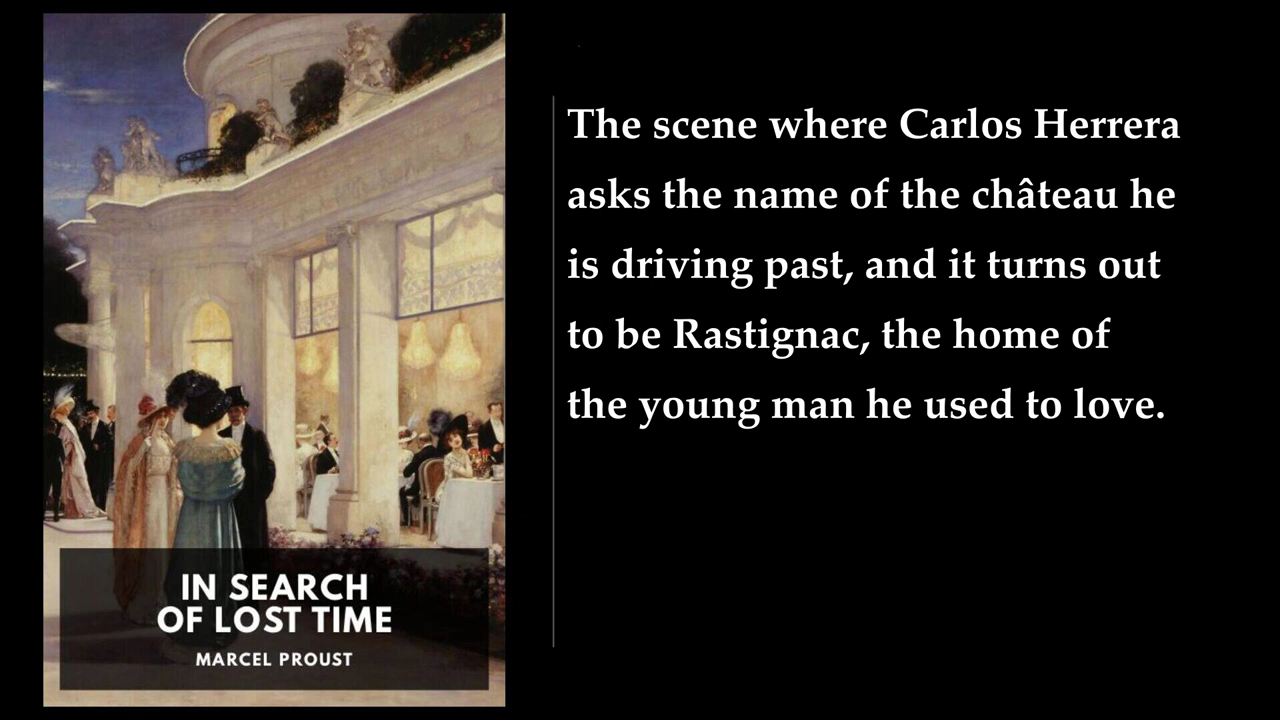 The scene where Carlos Herrera
asks the name of the château he
is driving past, and it turns out
to be Rastignac, the home of
the young man he used to love.
IN SEARCH
OF LOST TIME
MARCEL PROUST